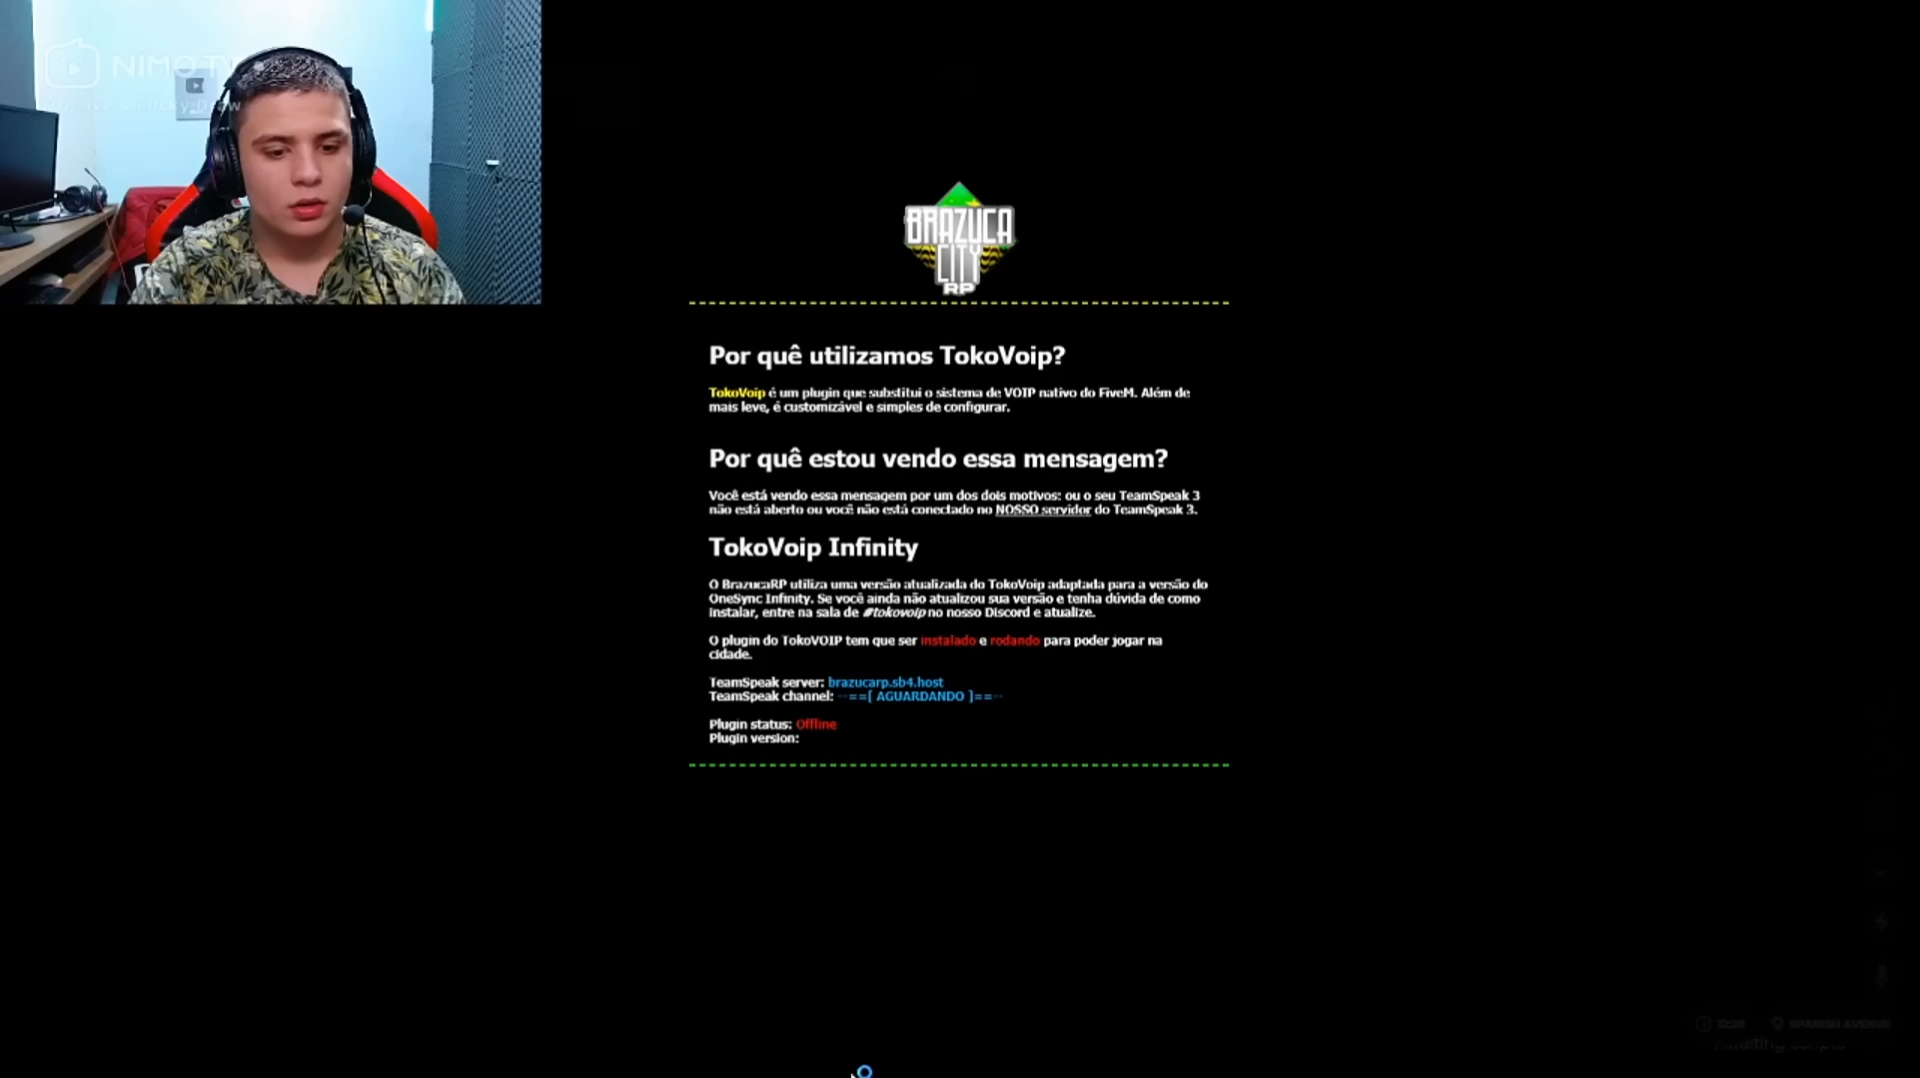 NIMO TV
BRAZUCA
CITY
RP
Por quê utilizamos TokoVoip?
TokoVoip é um plugin que substitui o sistema de VOIP nativo do FiveM. Além de
mais leve, é customizável e simples de configurar.
Por quê estou vendo essa mensagem?
Você está vendo essa mensagem por um dos dois motivos: ou o seu TeamSpeak 3
não está aberto ou você não está conectado no NOSSO servidor do TeamSpeak 3.
TokoVoip Infinity
O BrazucaRP utiliza uma versão atualizada do TokoVoip adaptada para a versão do
OneSync Infinity. Se você ainda não atualizou sua versão e tenha dúvida de como
instalar, entre na sala de #tokovoip no nosso Discord e atualize.
O plugin do TokoVOIP tem que ser instalado e rodando para poder jogar na
cidade.
TeamSpeak server: brazucarp.sb4.host
TeamSpeak channel: --==[ AGUARDANDO ]==--
Plugin status: Offline
Plugin version:
SPANISH AVENUE
Awaiting scripts